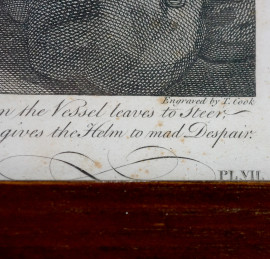 Engraved by T. Cook
the Vessel leaves to Steer,
gives the Helm to mad Despair.
PL. VII.